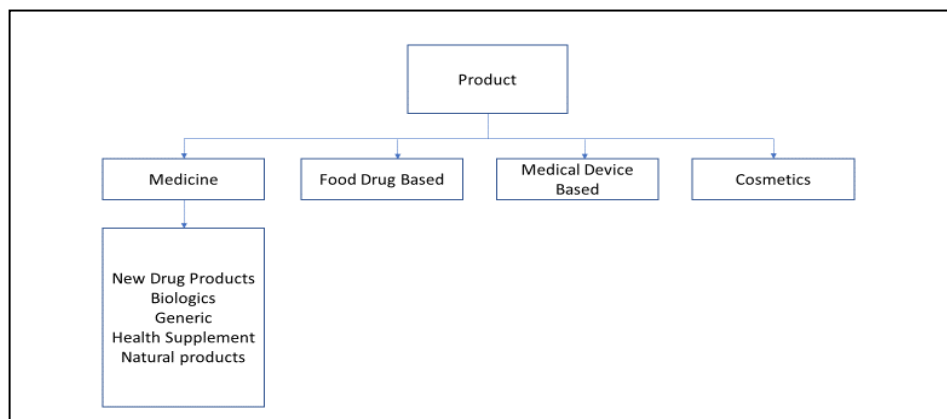 Product
Medicine
Food Drug Based
Medical Device
Based
Cosmetics
New Drug Products
Biologics
Generic
Health Supplement
Natural products